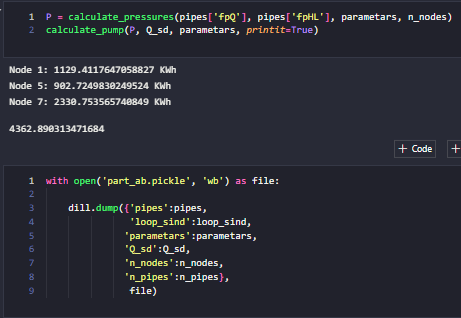 1 P = calculate_pressures(pipes['fpQ'], pipes['fpHL'], parametars, n_nodes)
2 calculate_pump(P, Q_sd, parametars, printit=True)
Node 1: 1129.4117647058827 KWh
Node 5: 902.7249830249524 KWh
Node 7: 2330.753565740849 KWh
4362.890313471684
+ Code +
1 with open('part_ab.pickle', 'wb') as file:
2
3 dill.dump({'pipes':pipes,
4 'loop_sind':loop_sind,
5 'parametars':parametars,
6 'Q_sd':Q_sd,
7 'n_nodes':n_nodes,
8 'n_pipes':n_pipes},
9 file)